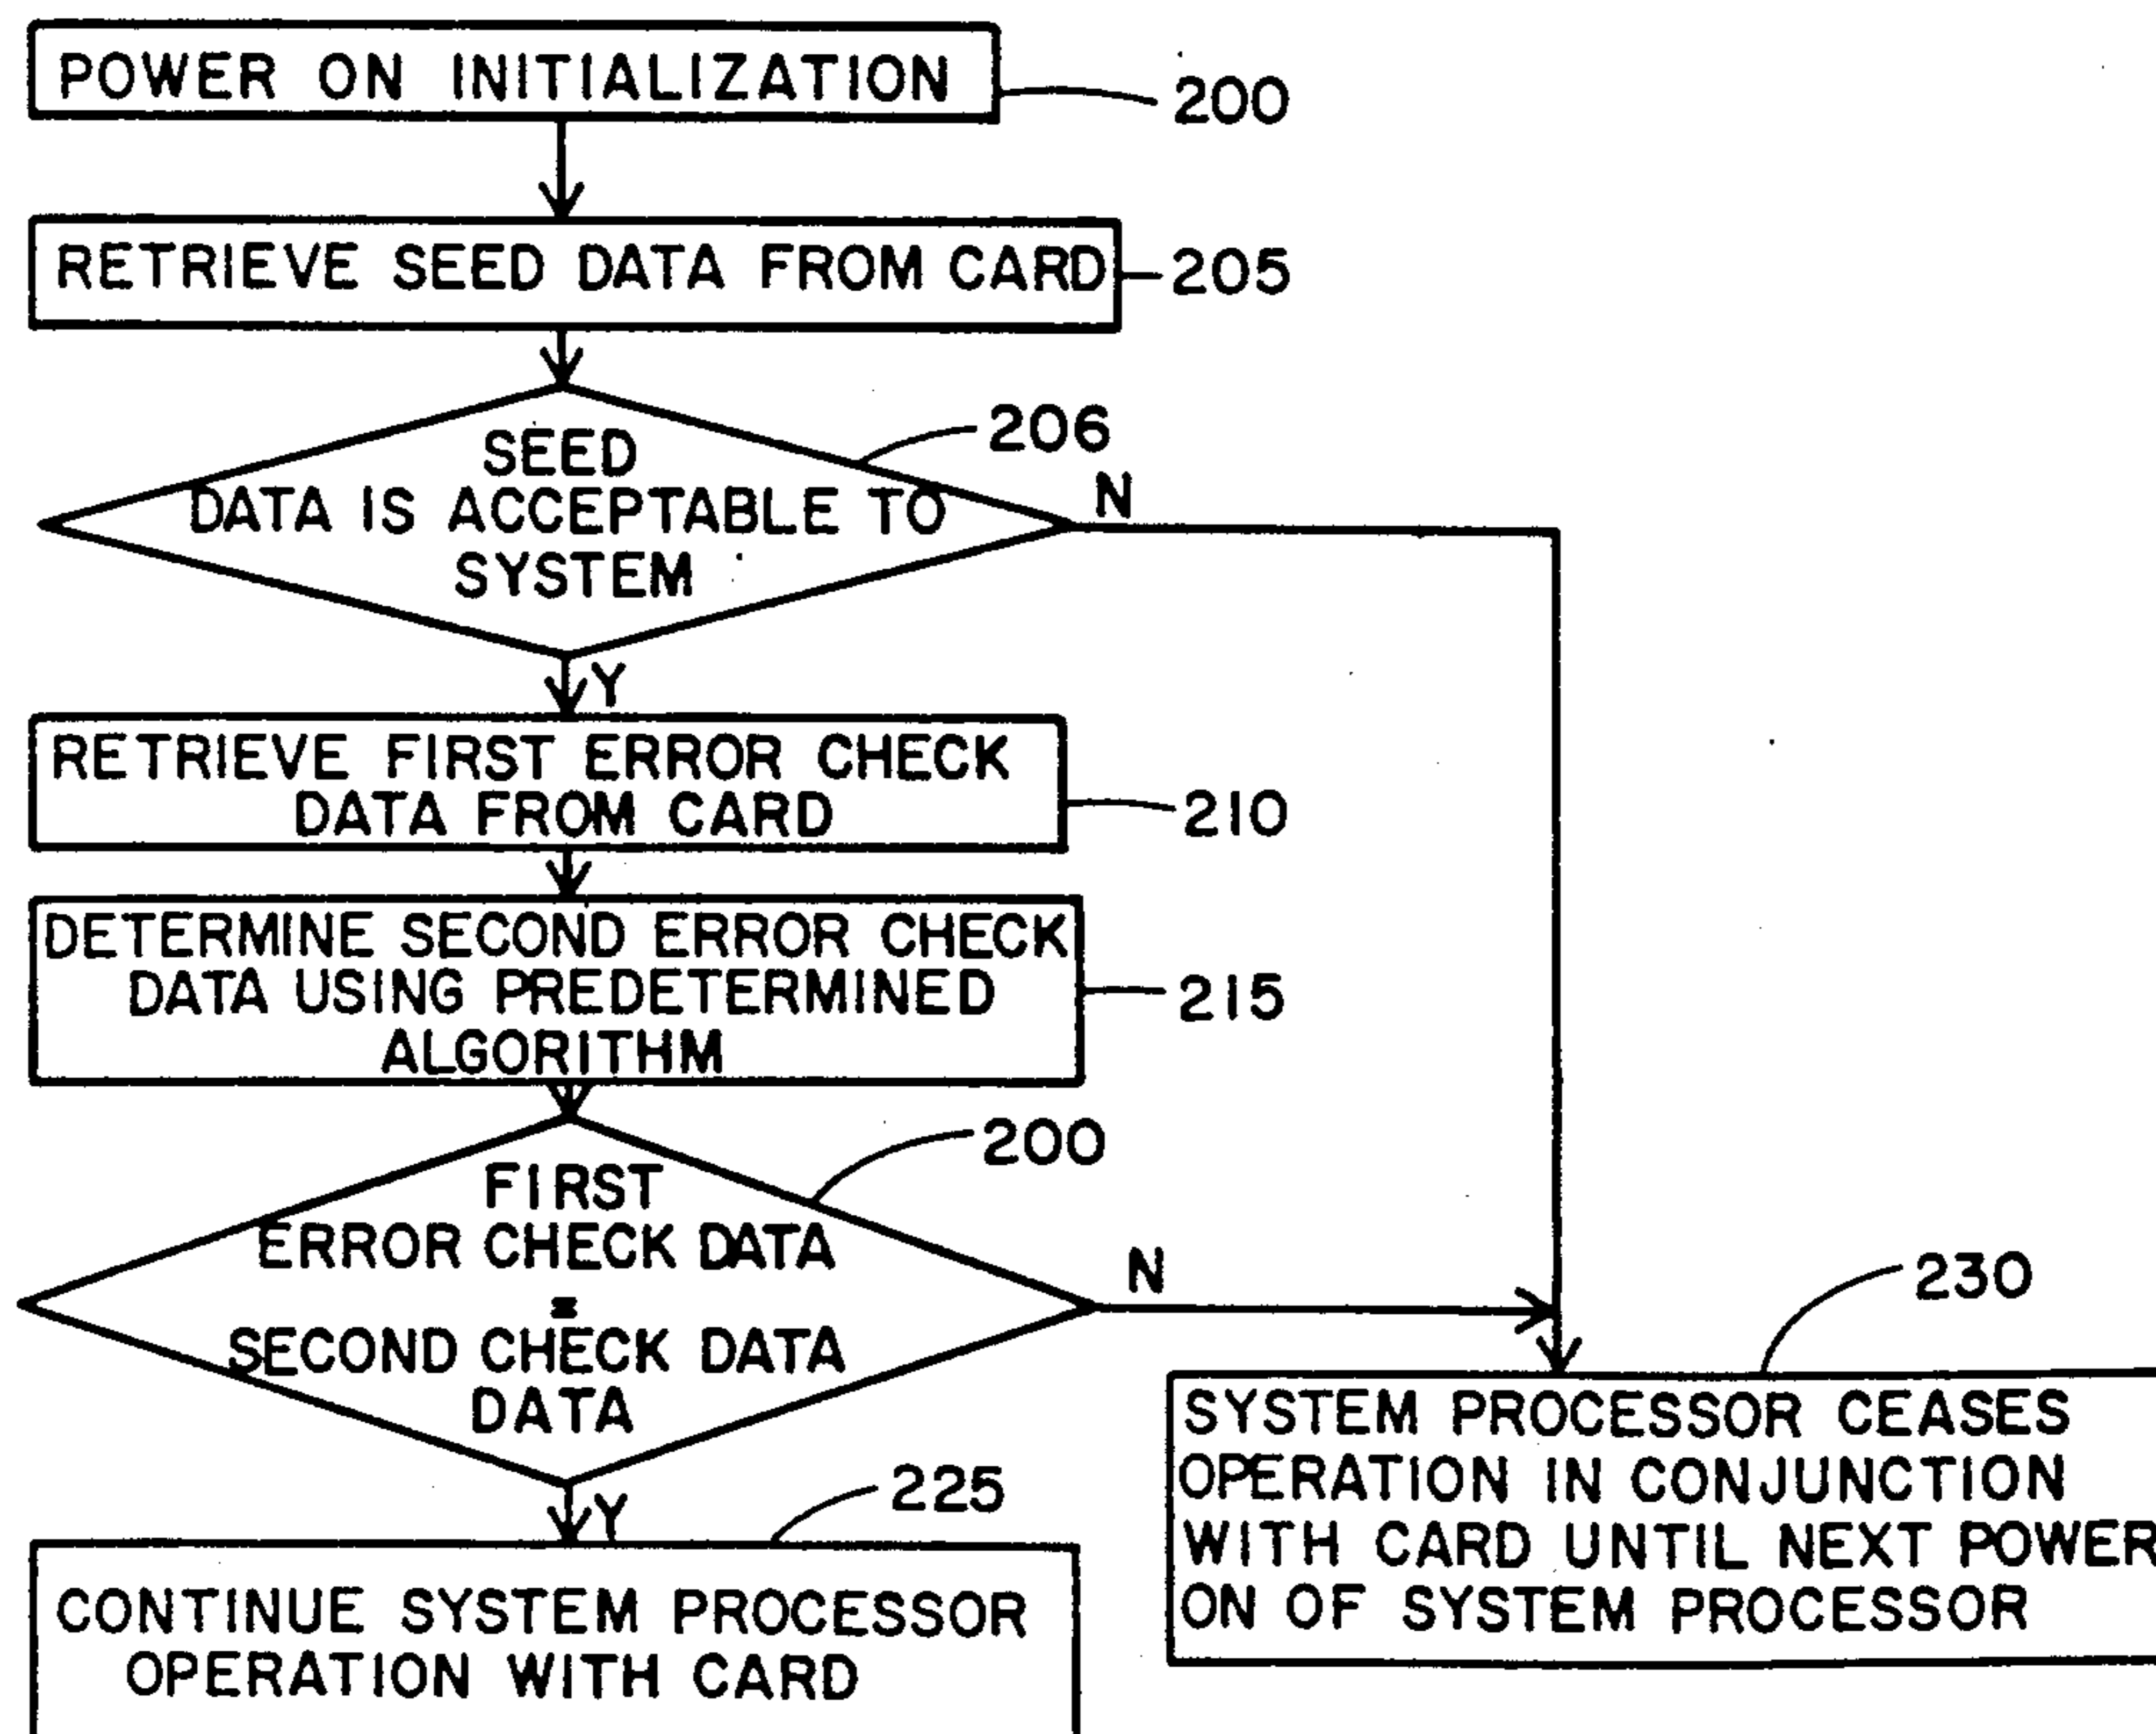 POWER ON INITIALIZATION
200
RETRIEVE SEED DATA FROM CARD
205
206
SEED
DATA IS ACCEPTABLE TO
SYSTEM
N
Y
RETRIEVE FIRST ERROR CHECK
DATA FROM CARD
210
DETERMINE SECOND ERROR CHECK
DATA USING PREDETERMINED
ALGORITHM
215
200
FIRST
ERROR CHECK DATA
=
SECOND CHECK DATA
DATA
N
Y
225
CONTINUE SYSTEM PROCESSOR
OPERATION WITH CARD
230
SYSTEM PROCESSOR CEASES
OPERATION IN CONJUNCTION
WITH CARD UNTIL NEXT POWER
ON OF SYSTEM PROCESSOR